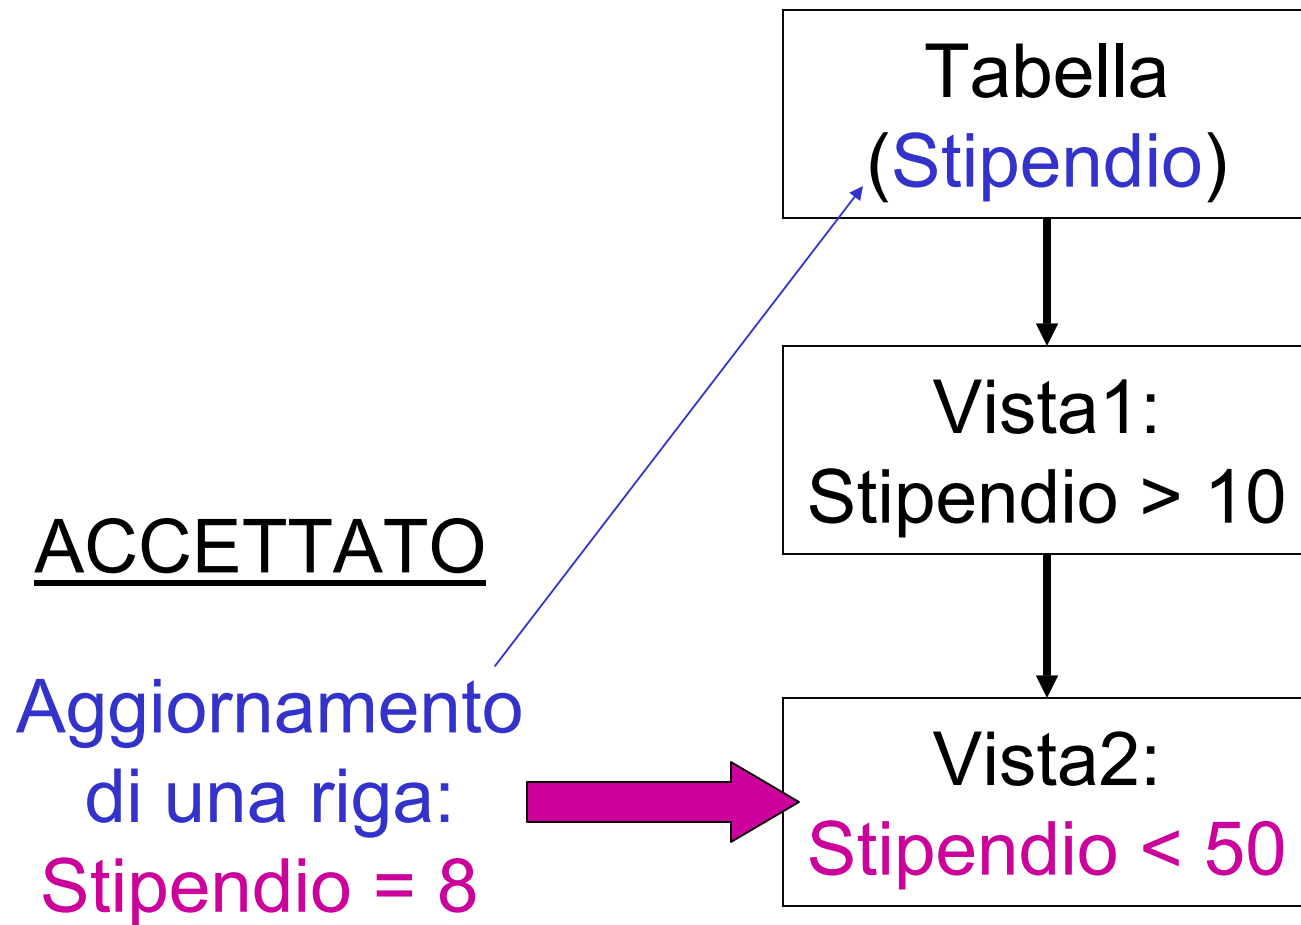 Tabella
(Stipendio)
Vista1:
Stipendio > 10
ACCETTATO
Aggiornamento
di una riga:
Stipendio = 8
Vista2:
Stipendio < 50